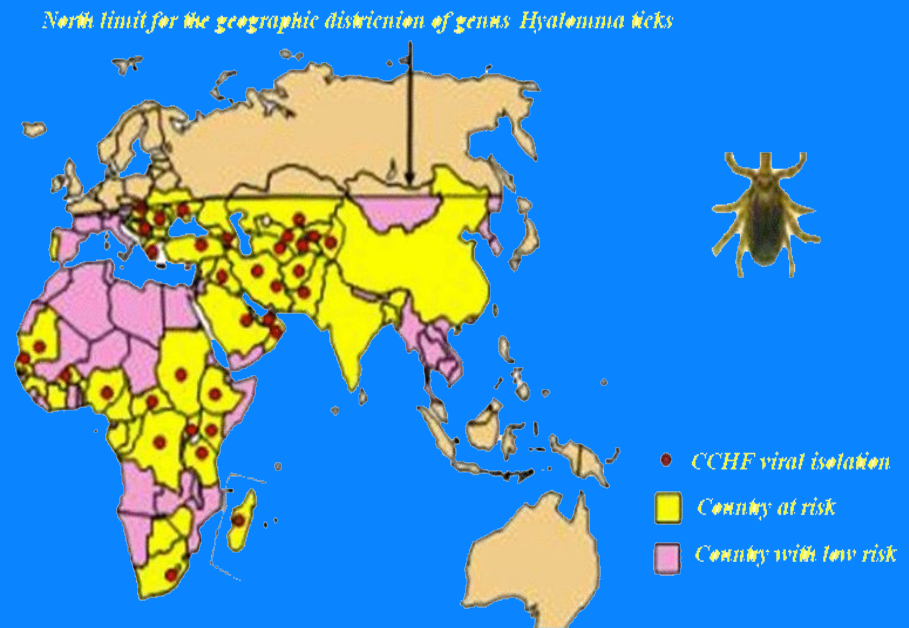 North limit for the geographic districnion of genus Hyalomma ticks
CCHF viral isolation
Country at risk
Country with low risk